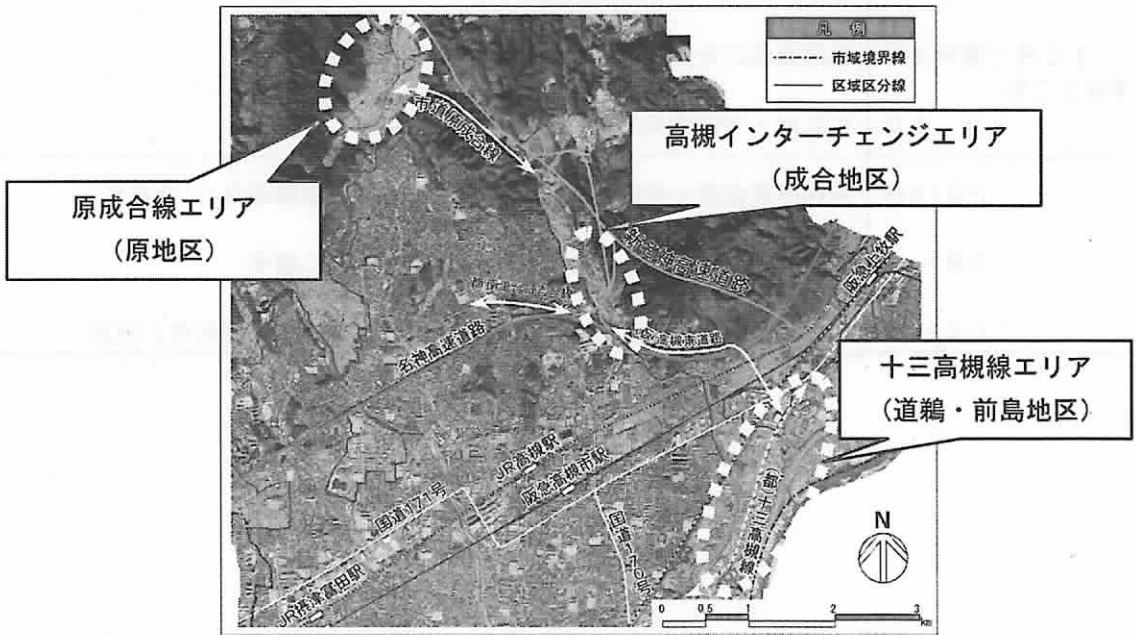 凡例
市域境界線
区域区分線
高槻インターチェンジエリア
(成合地区)
原成合線エリア
(原地区)
市道原成合線
新名神高速道路
阪急上牧駅
名神高速道路
十三高槻線エリア
(道鵜・前島地区)
JR高槻駅
阪急高槻市駅
国道171号
国道170号
(都)十三高槻線
JR摂津富田駅
N
0 0.5 1 2 3
Km